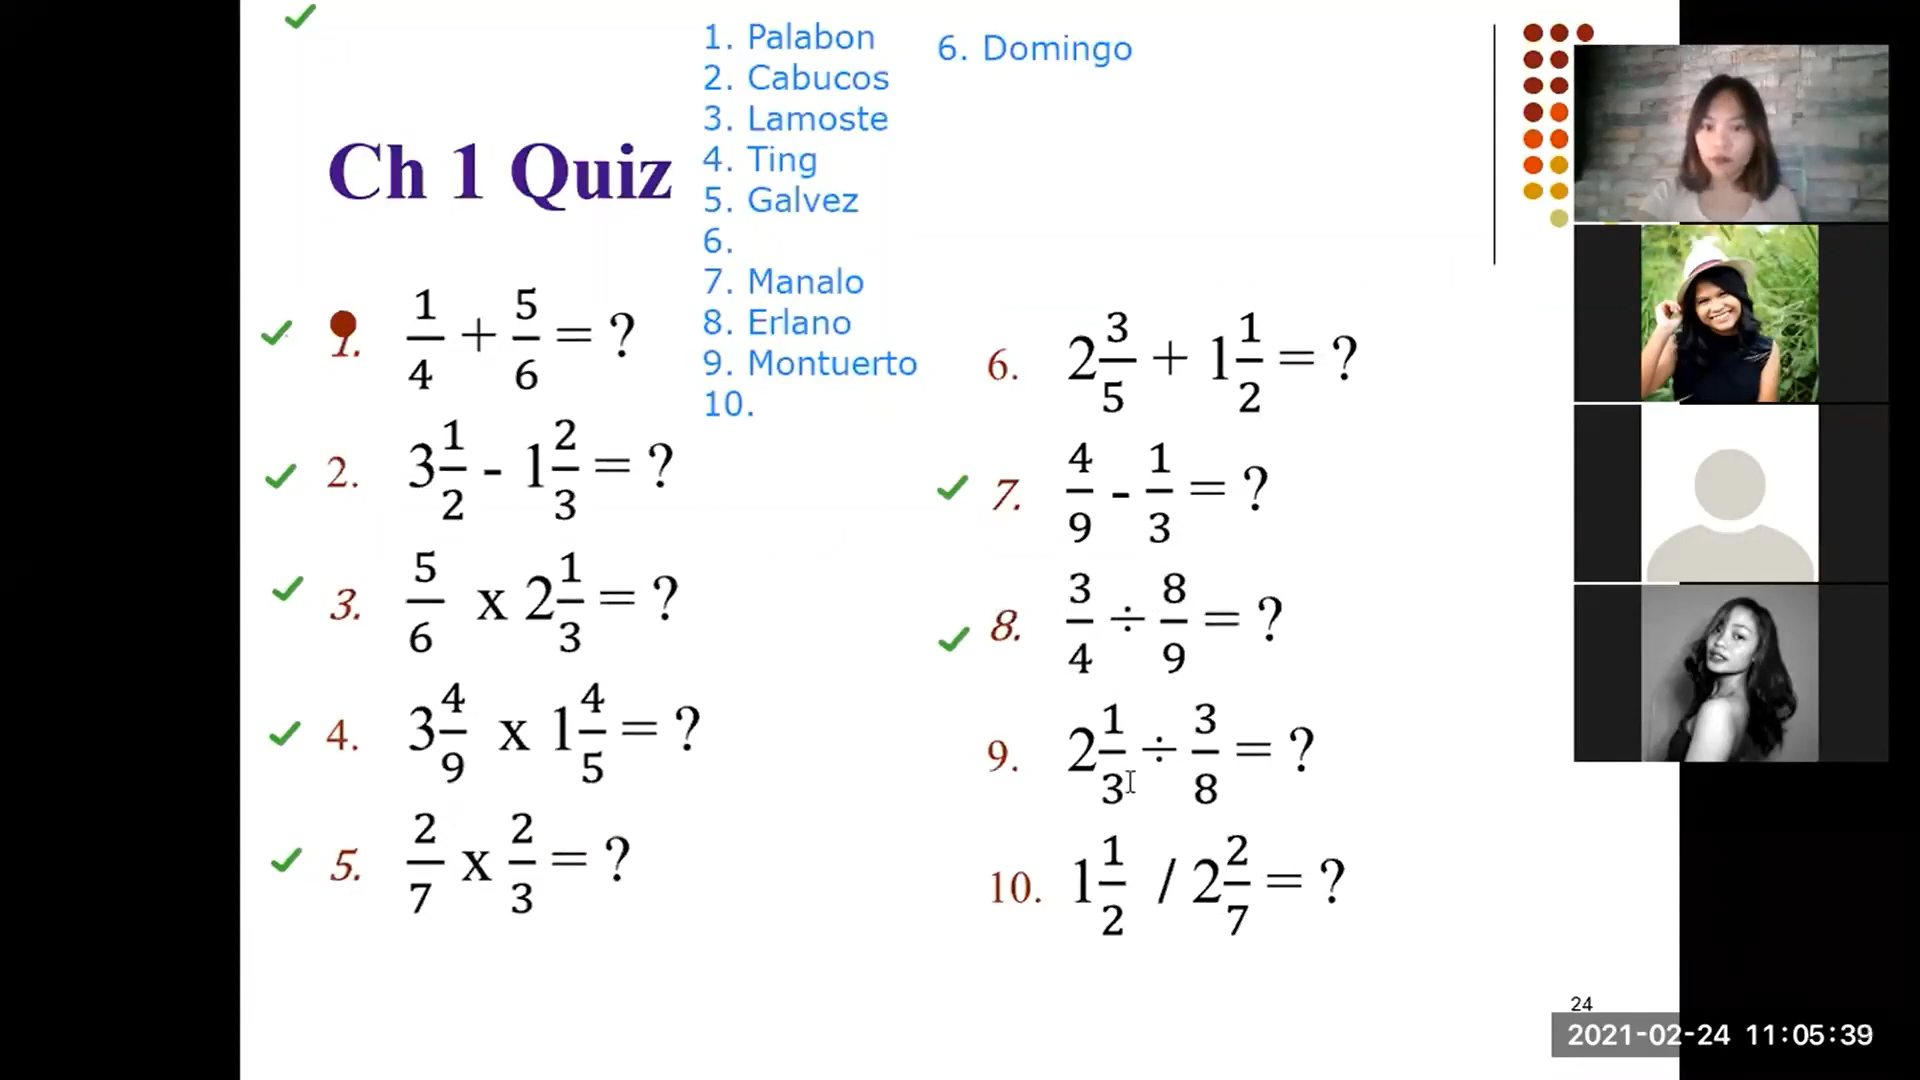 1. Palabon
2. Cabucos
3. Lamoste
4. Ting
5. Galvez
6.
7. Manalo
8. Erlano
9. Montuerto
10.
6. Domingo
Ch 1 Quiz
1. 1/4 + 5/6 = ?
2. 3 1/2 - 1 2/3 = ?
3. 5/6 x 2 1/3 = ?
4. 3 4/9 x 1 4/5 = ?
5. 2/7 x 2/3 = ?
6. 2 3/5 + 1 1/2 = ?
7. 4/9 - 1/3 = ?
8. 3/4 ÷ 8/9 = ?
9. 2 1/3 ÷ 3/8 = ?
10. 1 1/2 / 2 2/7 = ?
24
2021-02-24 11:05:39